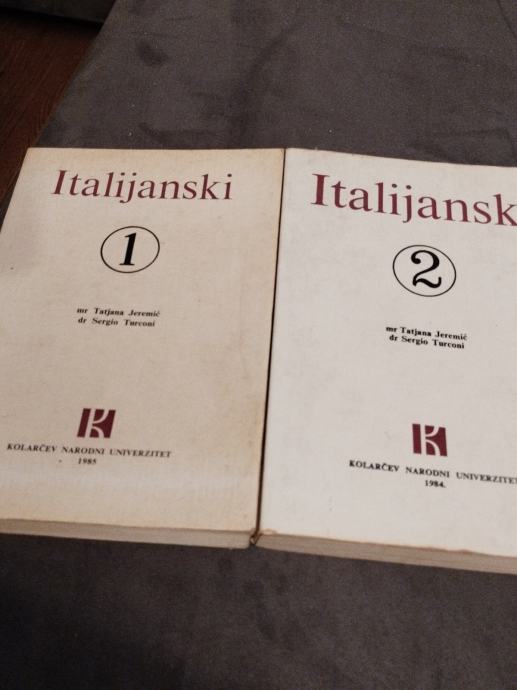 Italijanski
1
mr Tatjana Jeremić
dr Sergio Turconi
KOLARČEV NARODNI UNIVERZITET
1985
Italijansk
2
mr Tatjana Jeremić
dr Sergio Turconi
KOLARČEV NARODNI UNIVERZITET
1984.